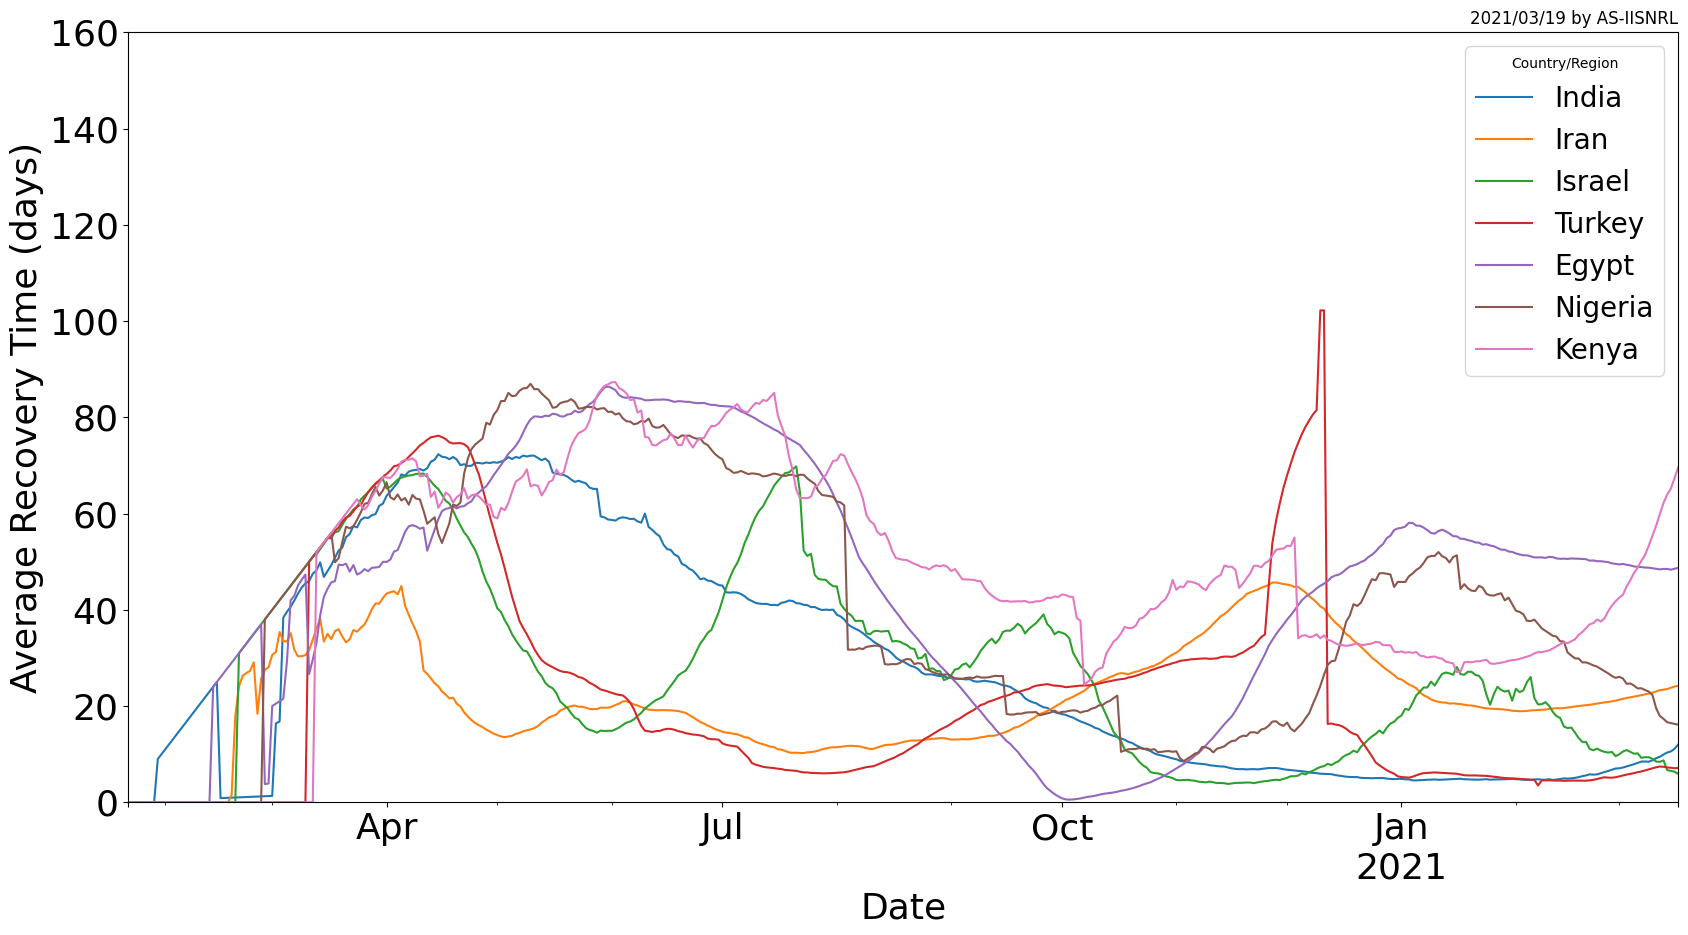 2021/03/19 by AS-IISNRL
160
140
120
100
80
60
40
20
0
Average Recovery Time (days)
Country/Region
India
Iran
Israel
Turkey
Egypt
Nigeria
Kenya
Apr
Jul
Oct
Jan
2021
Date